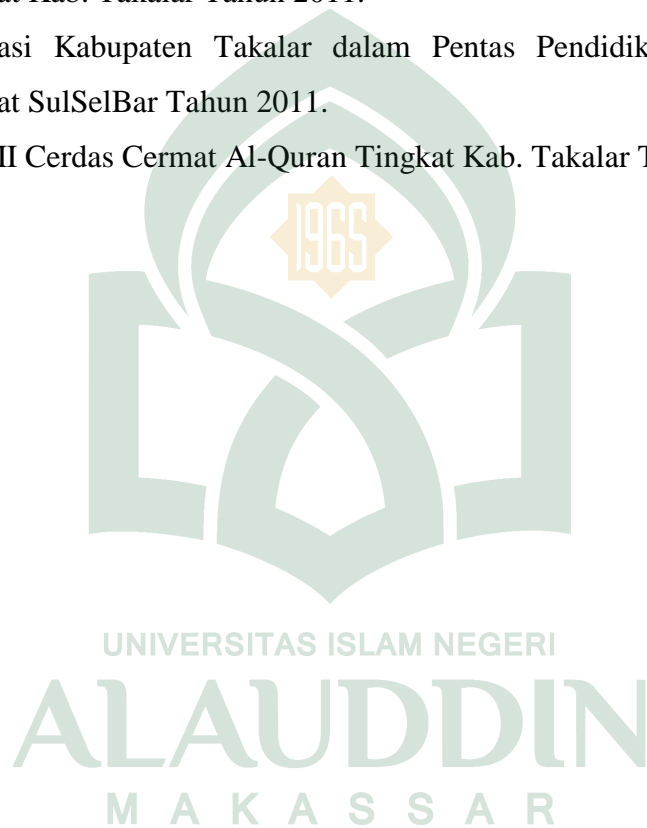 at Kab. Takalar Tahun 2011.
asi Kabupaten Takalar dalam Pentas Pendidik
at SulSelBar Tahun 2011.
II Cerdas Cermat Al-Quran Tingkat Kab. Takalar T
1965
UNIVERSITAS ISLAM NEGERI
ALAUDDIN
MAKASSAR